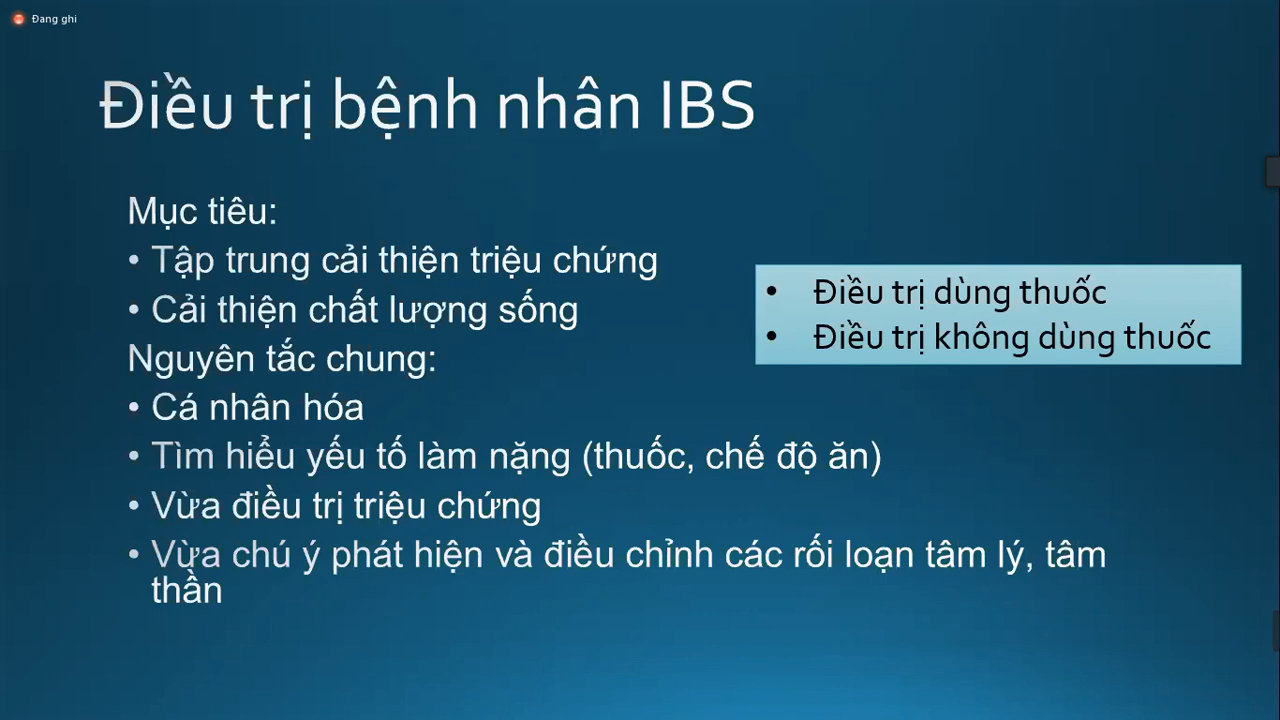 Đang ghi
Điều trị bệnh nhân IBS
Mục tiêu:
• Tập trung cải thiện triệu chứng
• Cải thiện chất lượng sống
Nguyên tắc chung:
• Cá nhân hóa
• Tìm hiểu yếu tố làm nặng (thuốc, chế độ ăn)
• Vừa điều trị triệu chứng
• Vừa chú ý phát hiện và điều chỉnh các rối loạn tâm lý, tâm
thần
• Điều trị dùng thuốc
• Điều trị không dùng thuốc